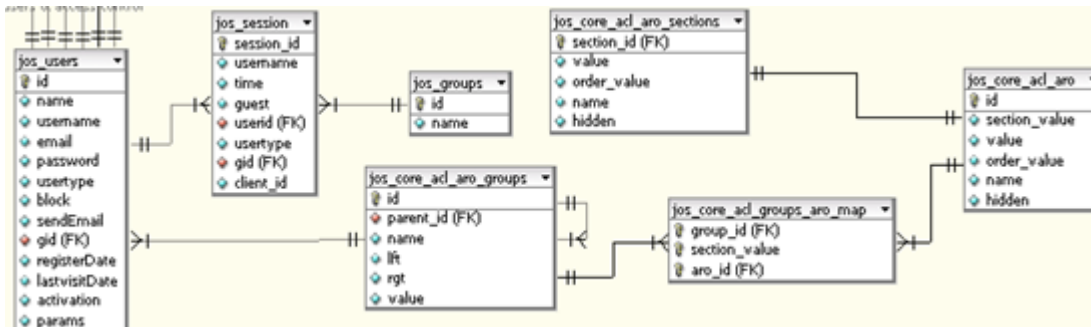 users & access control
jos_users
id
name
username
email
password
usertype
block
sendEmail
gid (FK)
registerDate
lastvisitDate
activation
params
jos_session
session_id
username
time
guest
userid (FK)
usertype
gid (FK)
client_id
jos_groups
id
name
jos_core_acl_aro_sections
section_id (FK)
value
order_value
name
hidden
jos_core_acl_aro
id
section_value
value
order_value
name
hidden
jos_core_acl_aro_groups
id
parent_id (FK)
name
lft
rgt
value
jos_core_acl_groups_aro_map
group_id (FK)
section_value
aro_id (FK)